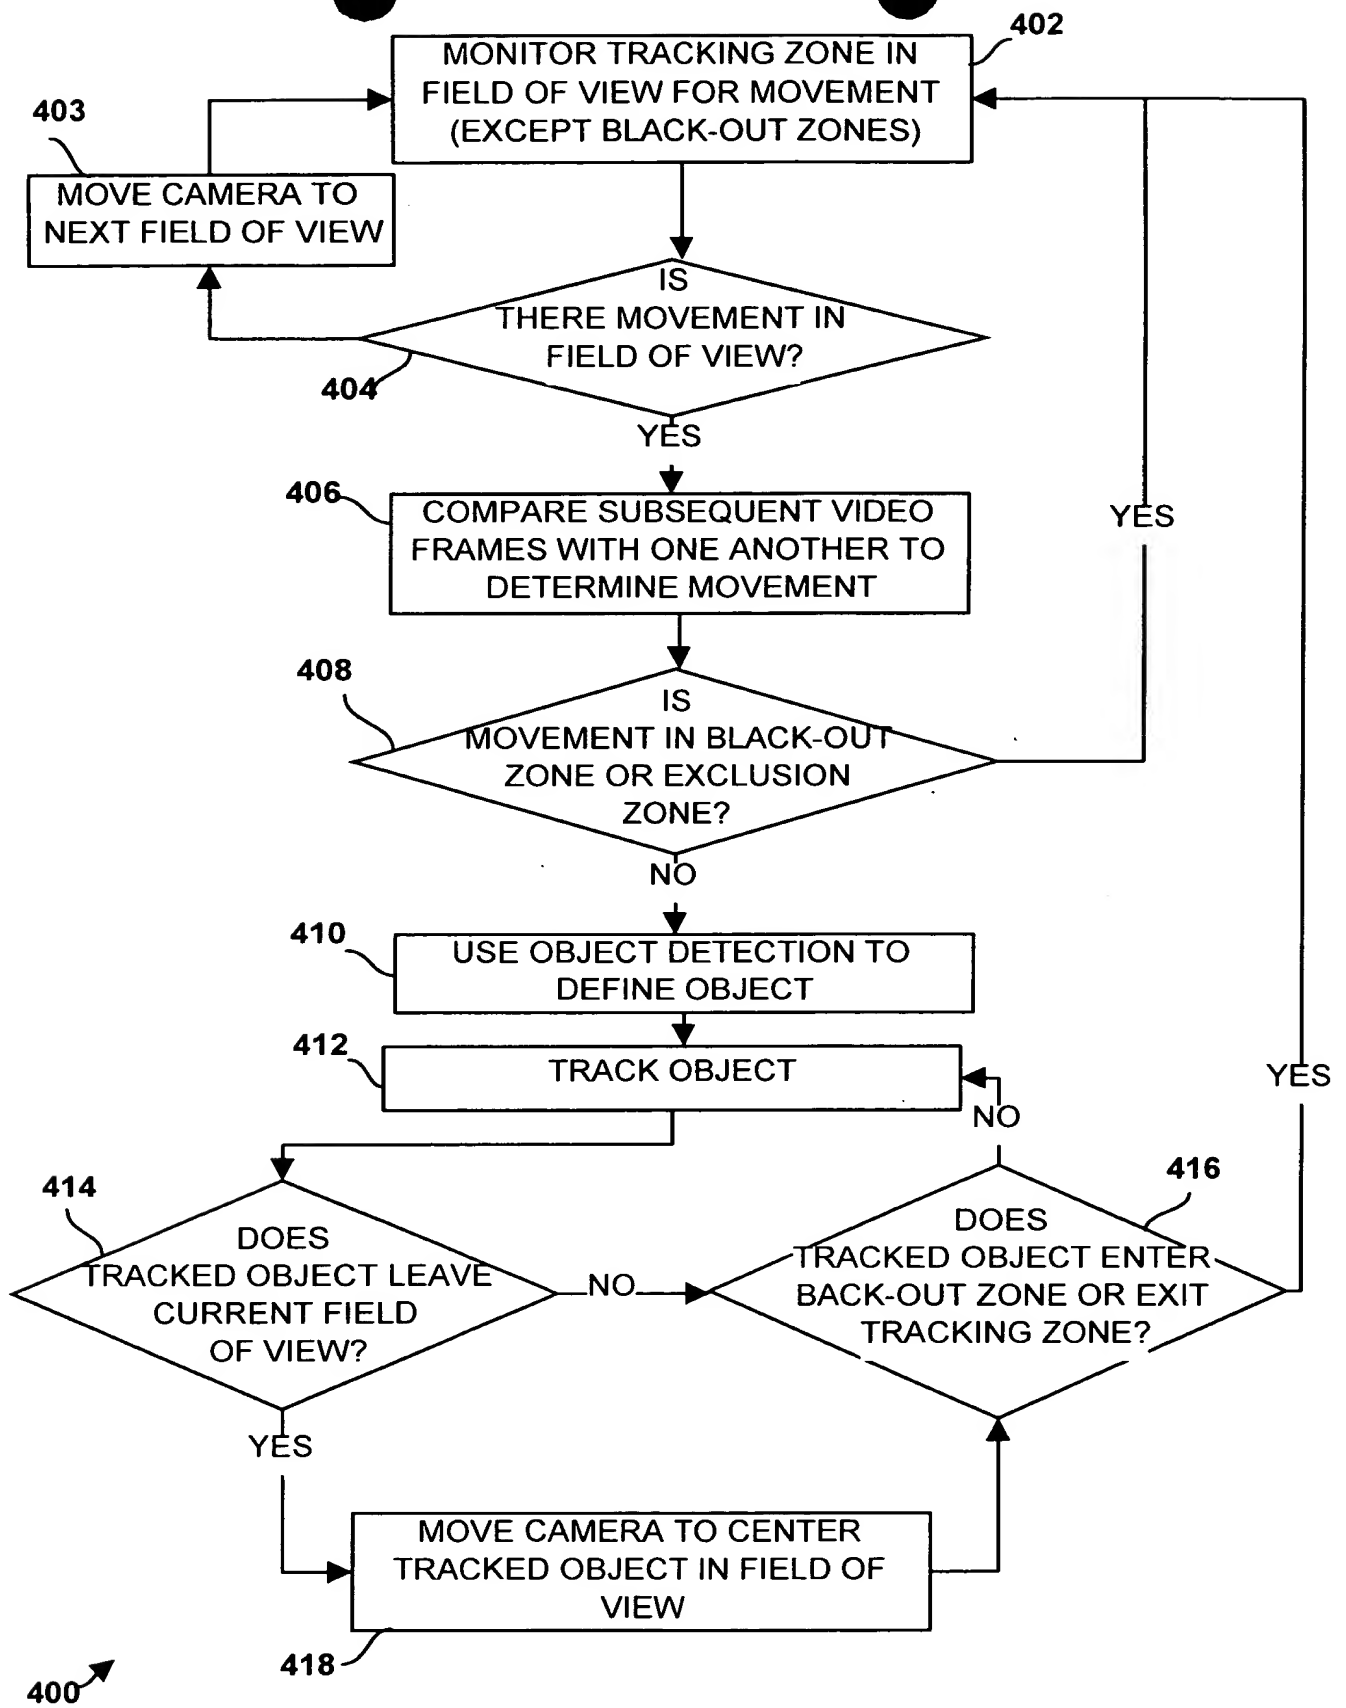 402
MONITOR TRACKING ZONE IN
FIELD OF VIEW FOR MOVEMENT
(EXCEPT BLACK-OUT ZONES)
403
MOVE CAMERA TO
NEXT FIELD OF VIEW
IS
THERE MOVEMENT IN
FIELD OF VIEW?
404
YES
406
COMPARE SUBSEQUENT VIDEO
FRAMES WITH ONE ANOTHER TO
DETERMINE MOVEMENT
YES
408
IS
MOVEMENT IN BLACK-OUT
ZONE OR EXCLUSION
ZONE?
NO
410
USE OBJECT DETECTION TO
DEFINE OBJECT
412
TRACK OBJECT
YES
NO
414
DOES
TRACKED OBJECT LEAVE
CURRENT FIELD
OF VIEW?
NO
416
DOES
TRACKED OBJECT ENTER
BACK-OUT ZONE OR EXIT
TRACKING ZONE?
YES
MOVE CAMERA TO CENTER
TRACKED OBJECT IN FIELD OF
VIEW
418
400